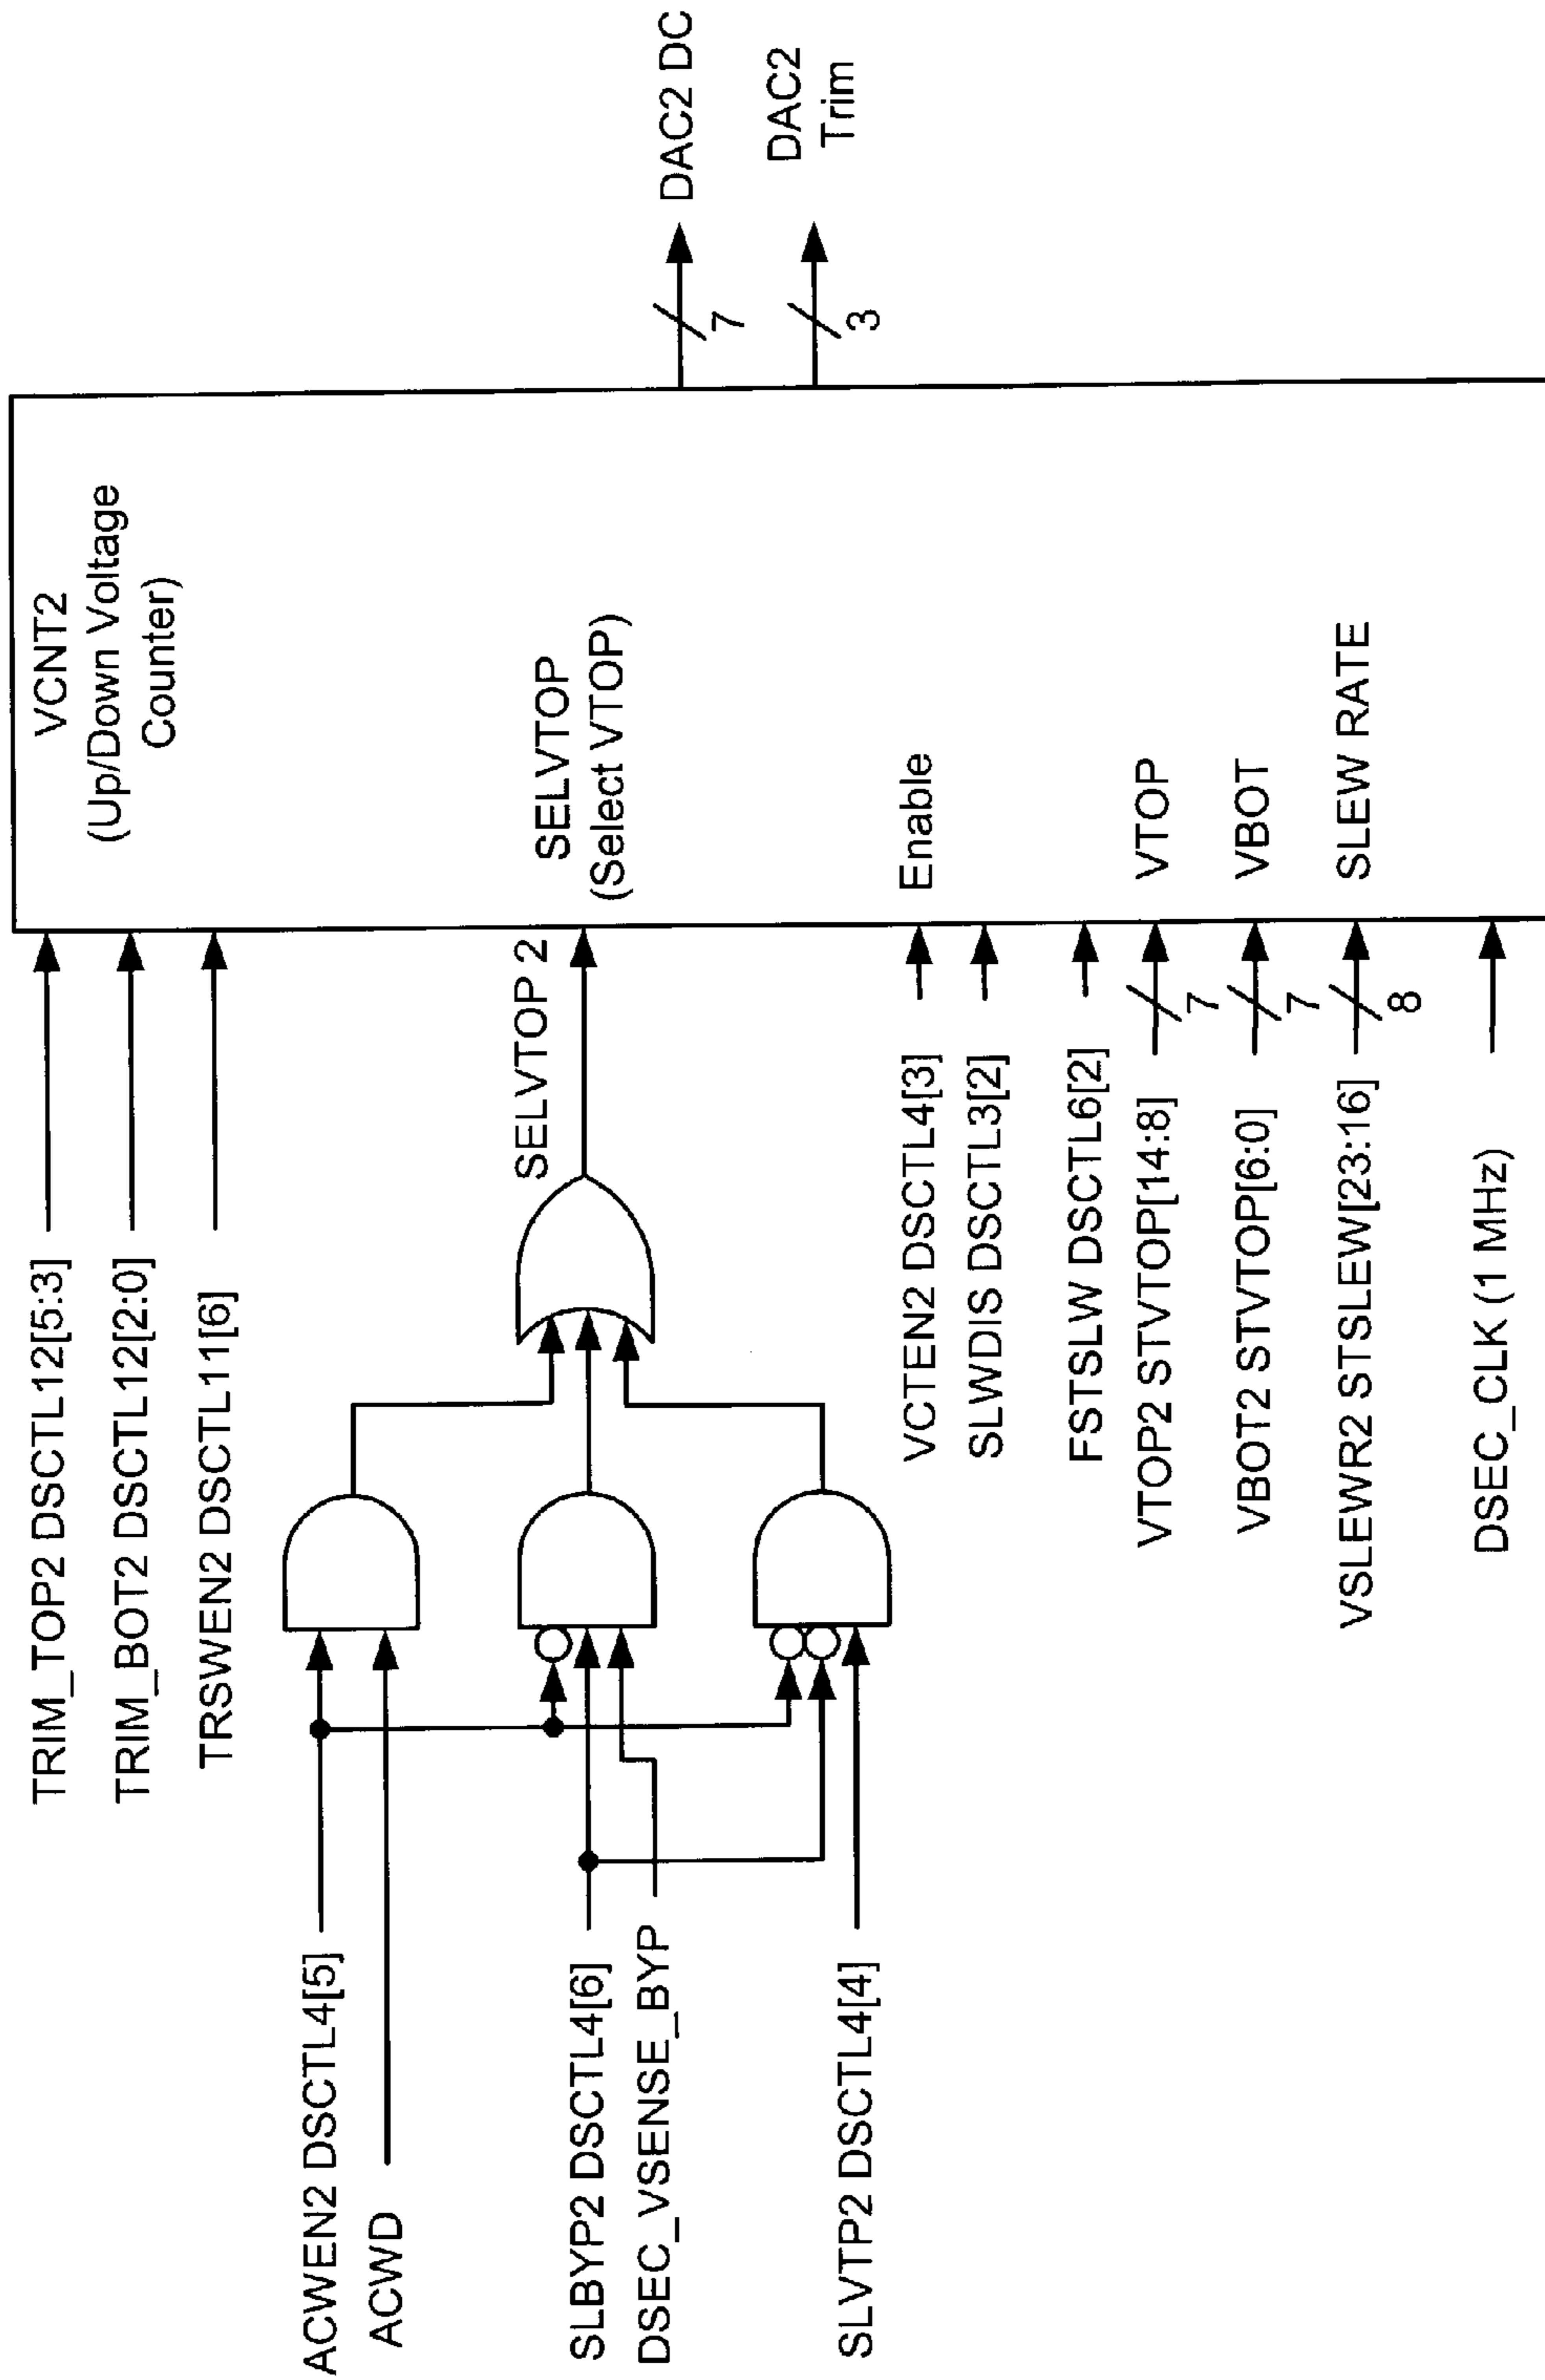 TRIM_TOP2 DSCTL12[5:3]
TRIM_BOT2 DSCTL12[2:0]
TRSWEN2 DSCTL11[6]
ACWEN2 DSCTL4[5]
ACWD
SLBYP2 DSCTL4[6]
DSEC_VSENSE_BYP
SLVTP2 DSCTL4[4]
SELVTOP 2
VCTEN2 DSCTL4[3]
SLWDIS DSCTL3[2]
FSTSLW DSCTL6[2]
VTOP2 STVTOP[14:8]
7
VBOT2 STVTOP[6:0]
7
VSLEWR2 STSLEW[23:16]
8
DSEC_CLK (1 MHz)
VCNT2
(Up/Down Voltage
Counter)
SELVTOP
(Select VTOP)
Enable
VTOP
VBOT
SLEW RATE
7
DAC2 DC
3
DAC2
Trim